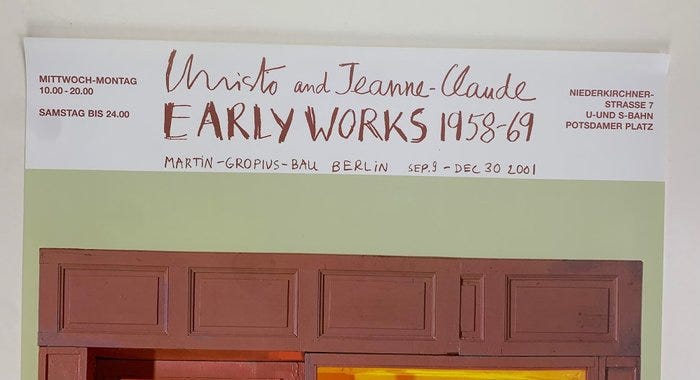 MITTWOCH-MONTAG
10.00 - 20.00
SAMSTAG BIS 24.00
Christo and Jeanne-Claude
EARLY WORKS 1958-69
MARTIN-GROPIUS-BAU BERLIN SEP.9 - DEC 30 2001
NIEDERKIRCHNER-
STRASSE 7
U-UND S-BAHN
POTSDAMER PLATZ